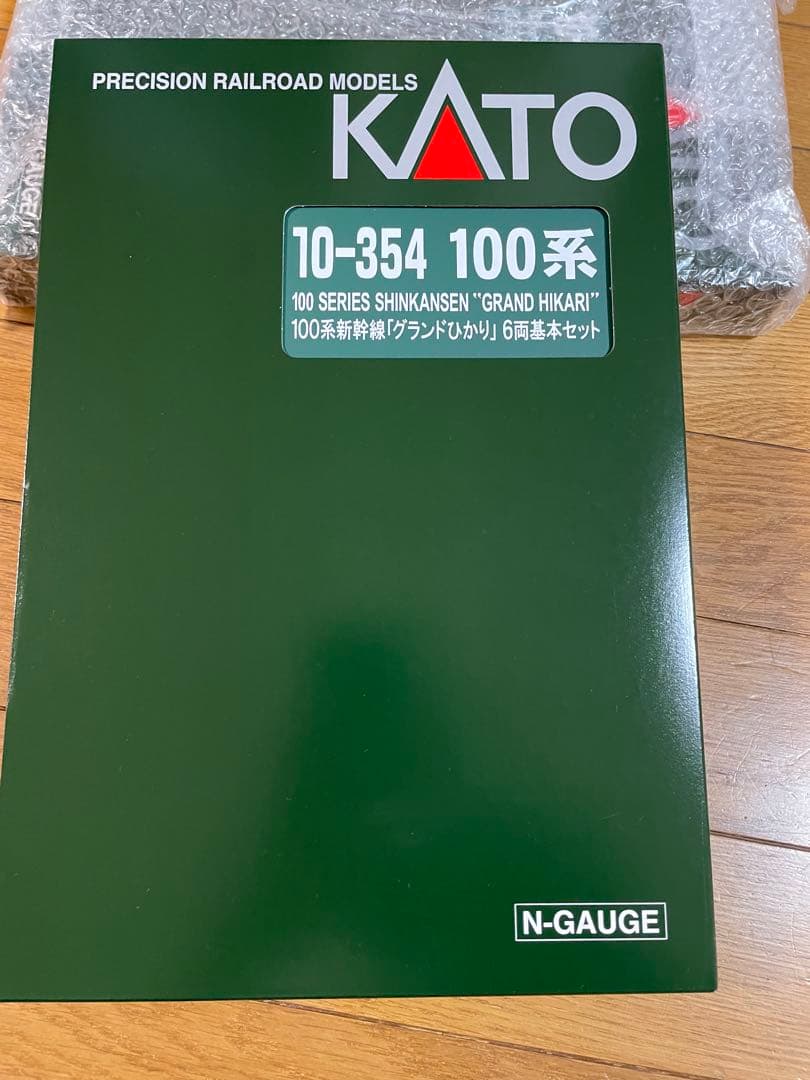 PRECISION RAILROAD MODELS
KATO
10-354 100系
100 SERIES SHINKANSEN "GRAND HIKARI"
100系新幹線「グランドひかり」6両基本セット
N-GAUGE